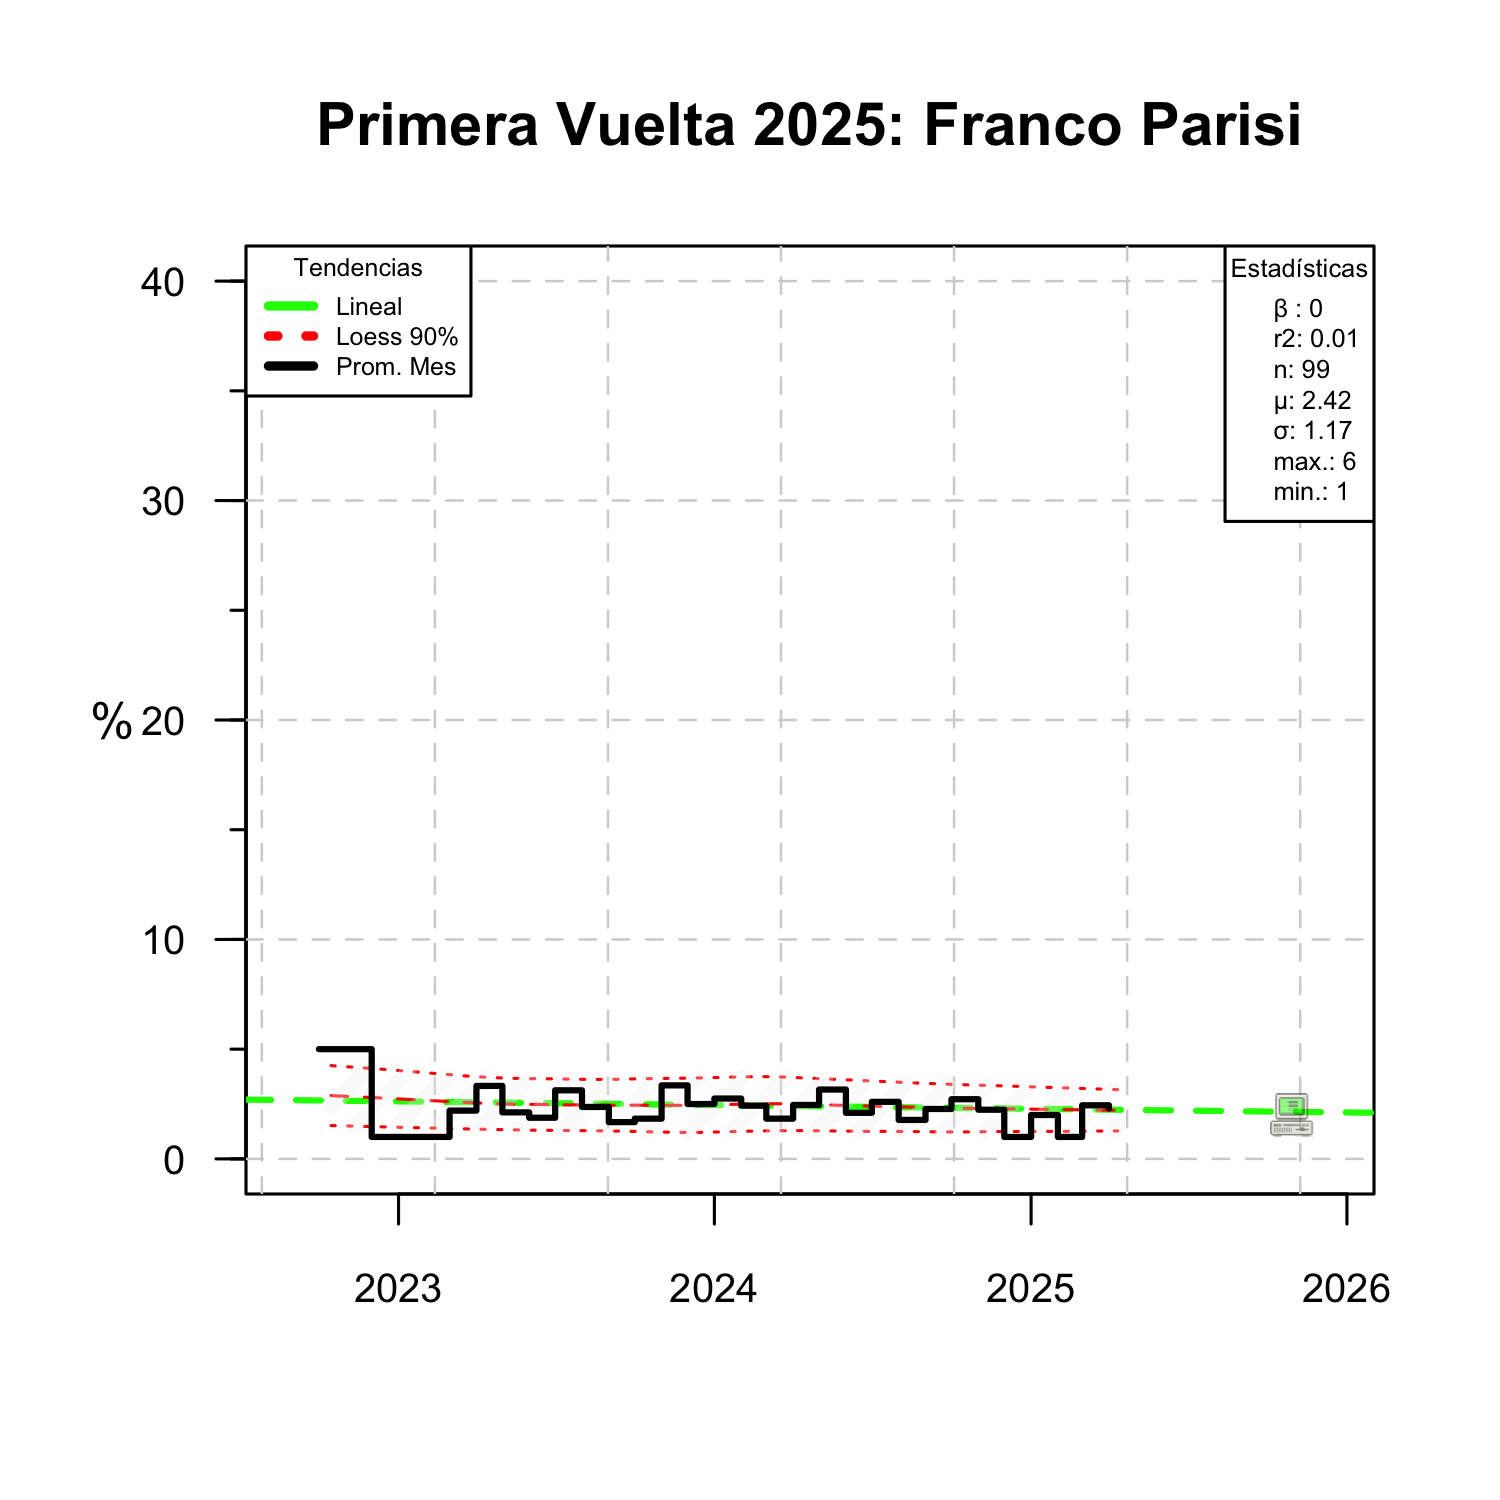 Primera Vuelta 2025: Franco Parisi
Tendencias
Lineal
Loess 90%
Prom. Mes
Estadísticas
β : 0
r2: 0.01
n: 99
μ: 2.42
σ: 1.17
max.: 6
min.: 1
40
30
% 20
10
0
2023 2024 2025 2026